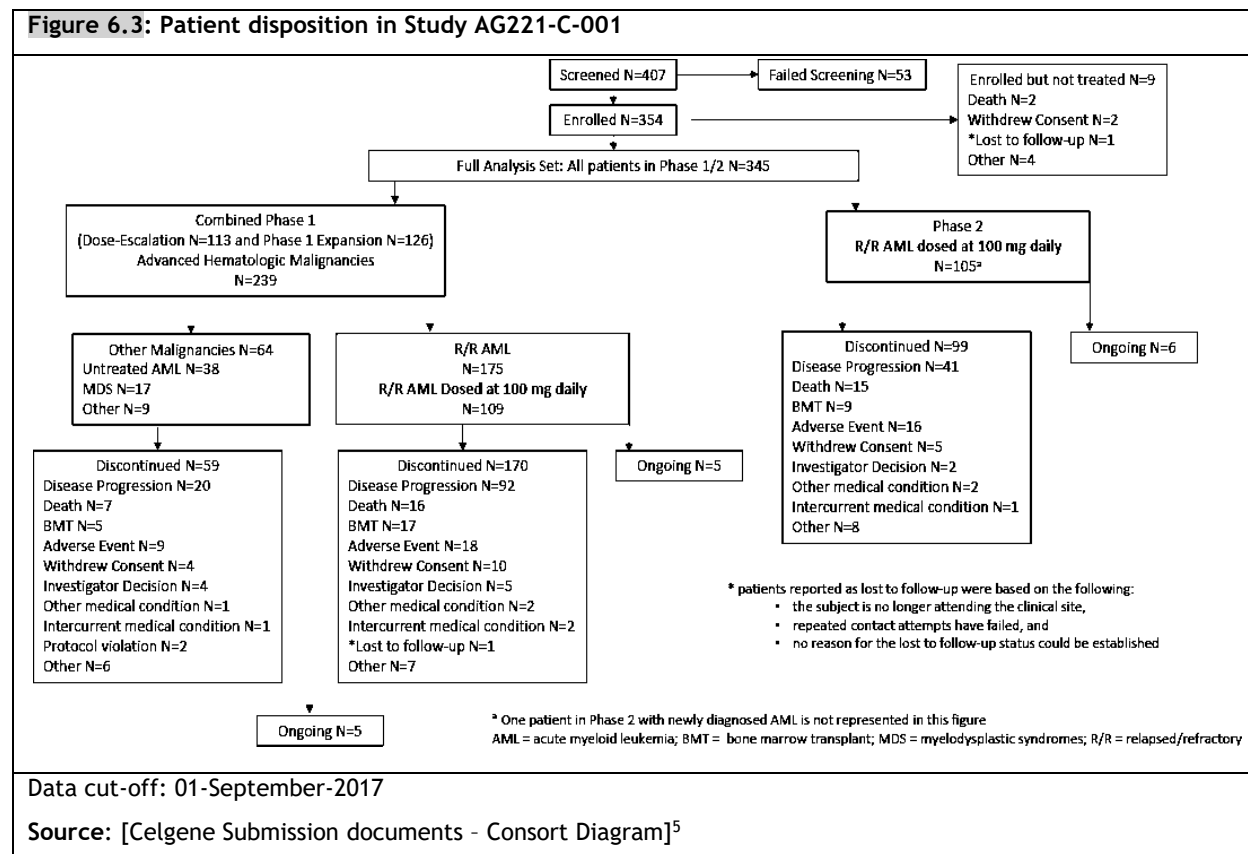 Figure 6.3: Patient disposition in Study AG221-C-001
Screened N=407
Failed Screening N=53
Enrolled but not treated N=9
Death N=2
Withdrew Consent N=2
*Lost to follow-up N=1
Other N=4
Enrolled N=354
Full Analysis Set: All patients in Phase 1/2 N=345
Combined Phase 1
(Dose-Escalation N=113 and Phase 1 Expansion N=126)
Advanced Hematologic Malignancies
N=239
Phase 2
R/R AML dosed at 100 mg daily
N=105ᵃ
Other Malignancies N=64
Untreated AML N=38
MDS N=17
Other N=9
R/R AML
N=175
R/R AML Dosed at 100 mg daily
N=109
Discontinued N=99
Disease Progression N=41
Death N=15
BMT N=9
Adverse Event N=16
Withdrew Consent N=5
Investigator Decision N=2
Other medical condition N=2
Intercurrent medical condition N=1
Other N=8
Ongoing N=6
Discontinued N=59
Disease Progression N=20
Death N=7
BMT N=5
Adverse Event N=9
Withdrew Consent N=4
Investigator Decision N=4
Other medical condition N=1
Intercurrent medical condition N=1
Protocol violation N=2
Other N=6
Discontinued N=170
Disease Progression N=92
Death N=16
BMT N=17
Adverse Event N=18
Withdrew Consent N=10
Investigator Decision N=5
Other medical condition N=2
Intercurrent medical condition N=2
*Lost to follow-up N=1
Other N=7
Ongoing N=5
* patients reported as lost to follow-up were based on the following:
▪ the subject is no longer attending the clinical site,
▪ repeated contact attempts have failed, and
▪ no reason for the lost to follow-up status could be established
Ongoing N=5
ᵃ One patient in Phase 2 with newly diagnosed AML is not represented in this figure
AML = acute myeloid leukemia; BMT = bone marrow transplant; MDS = myelodysplastic syndromes; R/R = relapsed/refractory
Data cut-off: 01-September-2017
Source: [Celgene Submission documents – Consort Diagram]⁵